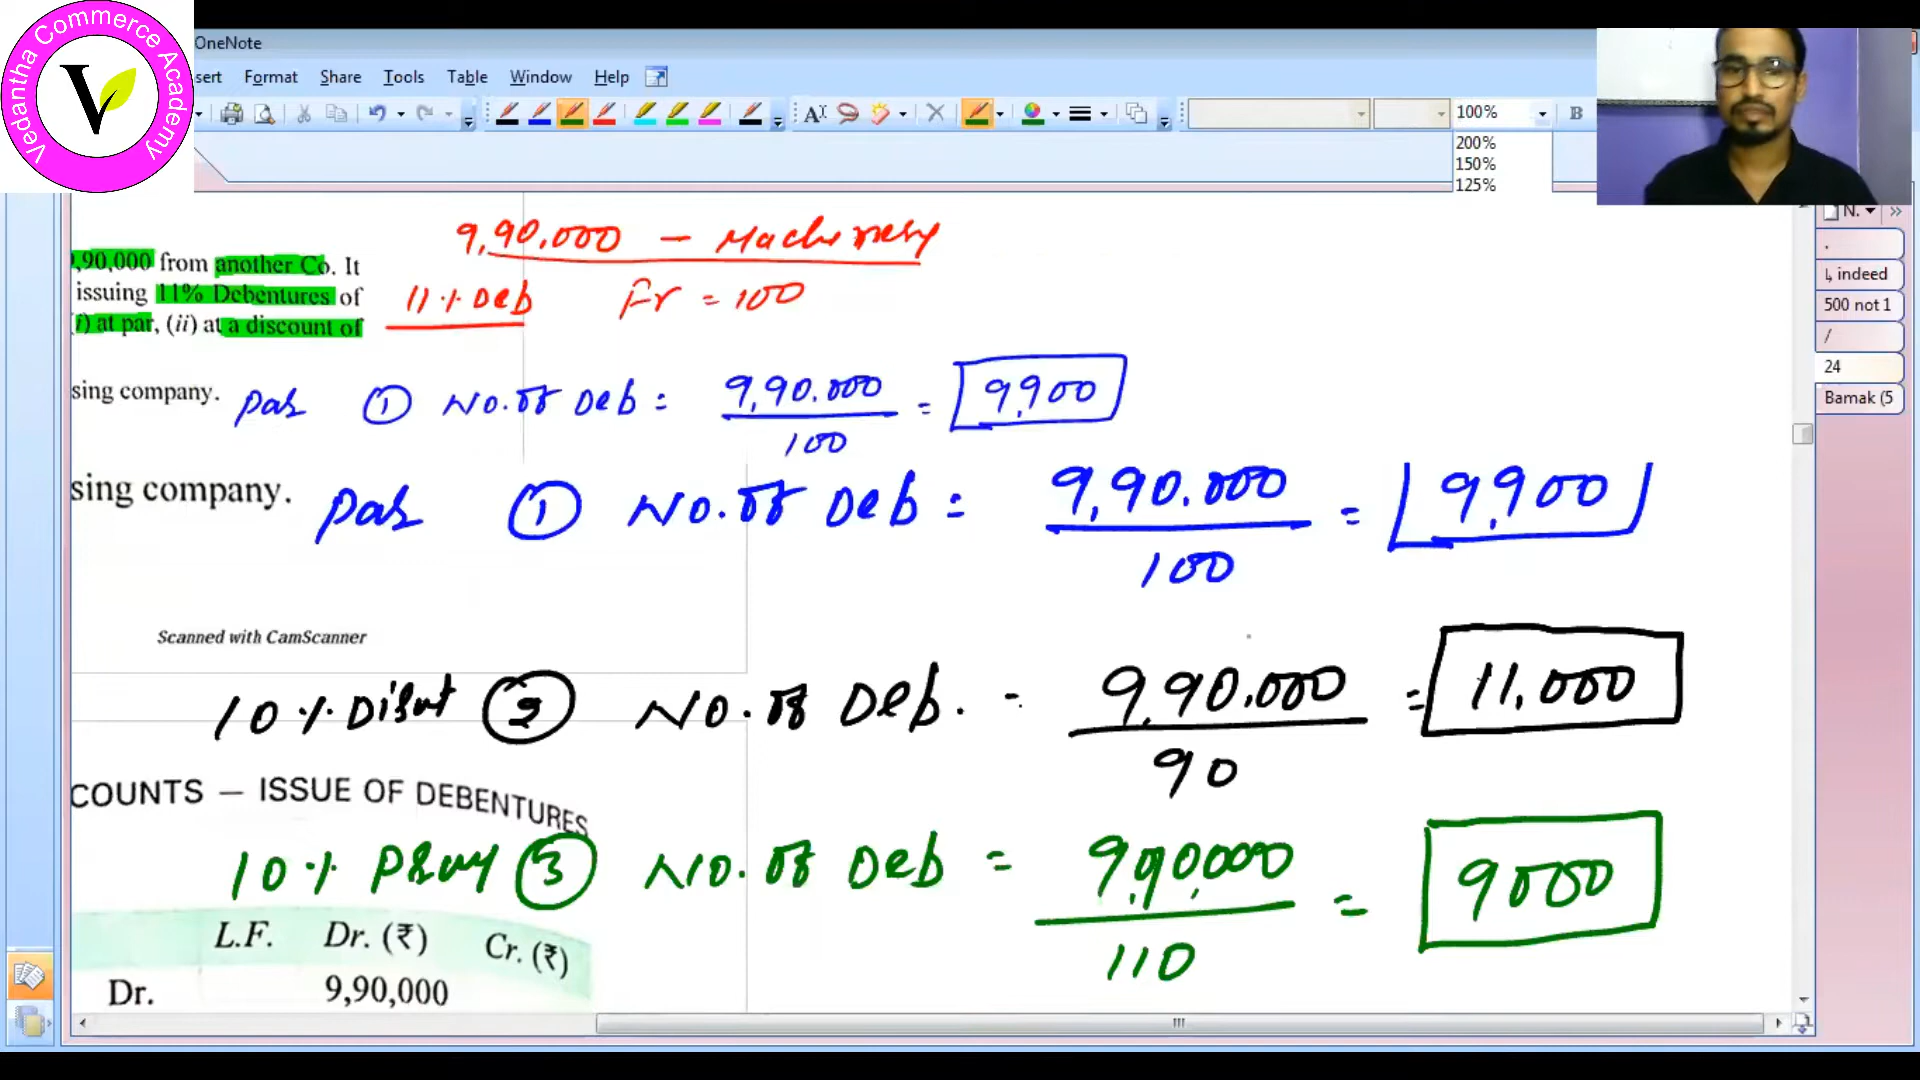 Vedantha Commerce Academy
V
OneNote
sert Format Share Tools Table Window Help
100%
200%
150%
125%
B
N.
↳ indeed
500 not 1
/
24
Bamak (5
9,90,000 - Machinery
,90,000 from another Co. It
issuing 11% Debentures of
i) at par, (ii) at a discount of
11% Deb Fv = 100
sing company.
par ① No. of Deb = 9,90,000 / 100 = 9,900
sing company.
par ① No. of Deb = 9,90,000 / 100 = 9,900
Scanned with CamScanner
10% ② No. of Deb. = 9,90,000 / 90 = 11,000
COUNTS — ISSUE OF DEBENTURES
10% ③ No. of Deb = 9,90,000 / 110 = 9000
L.F. Dr. (₹) Cr. (₹)
Dr. 9,90,000